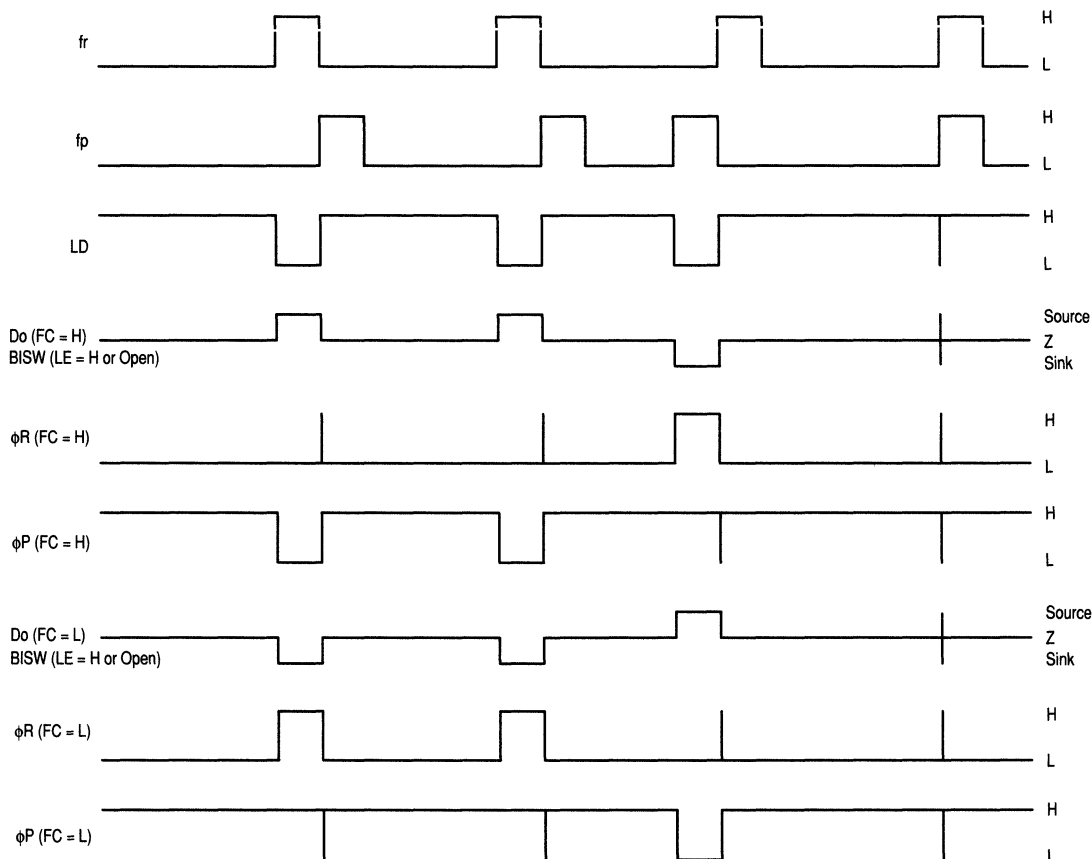 H
fr
L
H
fp
L
H
LD
L
Source
Do (FC = H)
Z
BISW (LE = H or Open)
Sink
H
φR (FC = H)
L
H
φP (FC = H)
L
Source
Do (FC = L)
Z
BISW (LE = H or Open)
Sink
H
φR (FC = L)
L
H
φP (FC = L)
L